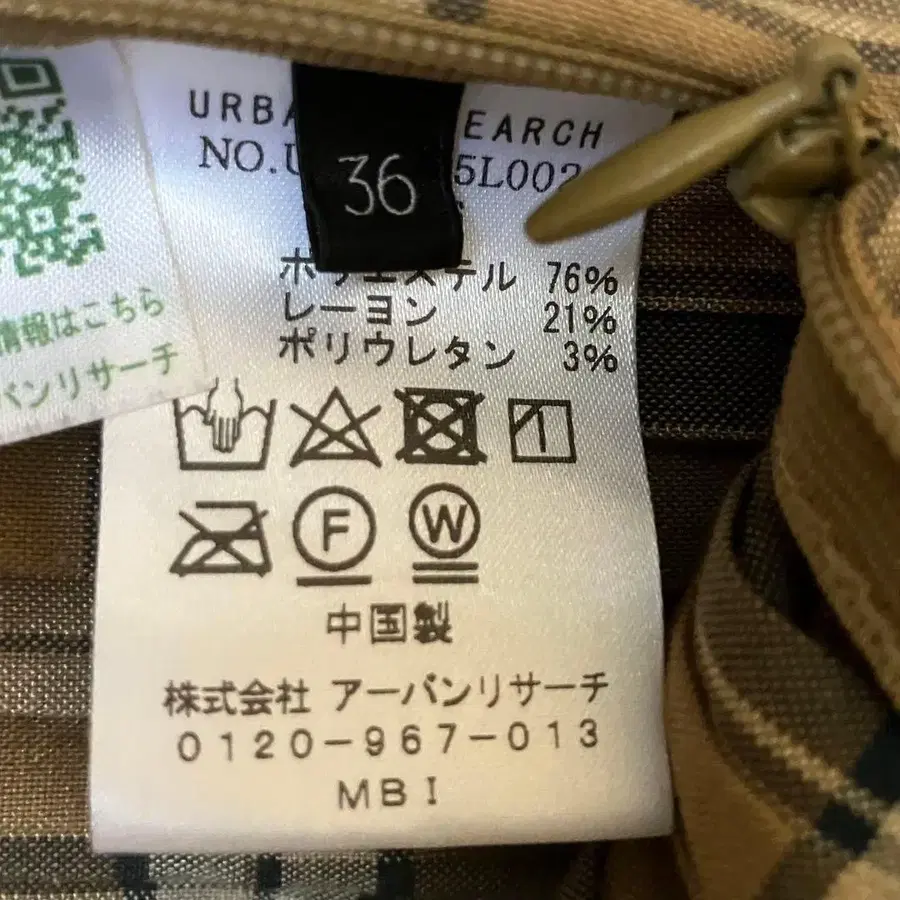 URBA EARCH
NO.U 5L002
36
ポリエステル 76%
レーヨン 21%
ポリウレタン 3%
F
W
中国製
株式会社 アーバンリサーチ
0120-967-013
MBI
情報はこちら
バンリサーチ